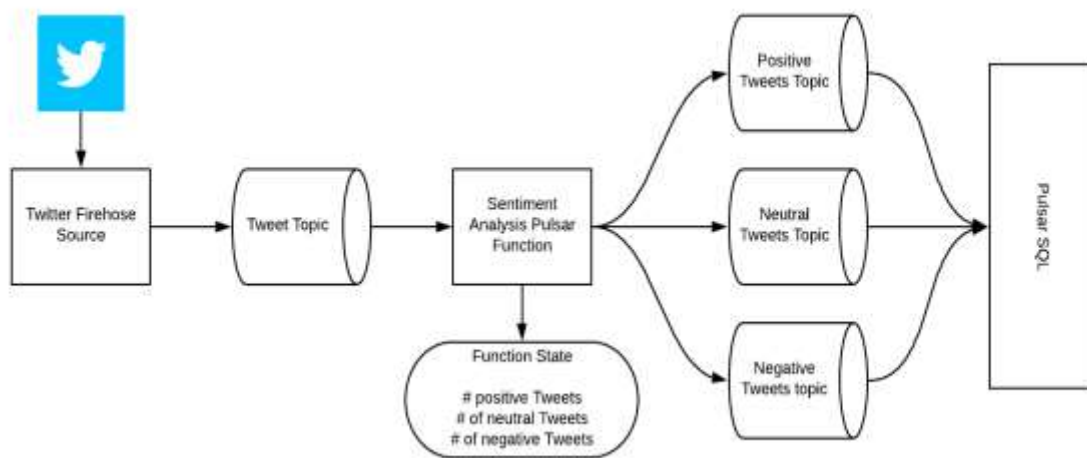 Twitter Firehose
Source
Tweet Topic
Sentiment
Analysis Pulsar
Function
Function State
# positive Tweets
# of neutral Tweets
# of negative Tweets
Positive
Tweets Topic
Neutral
Tweets Topic
Negative
Tweets topic
Pulsar SQL